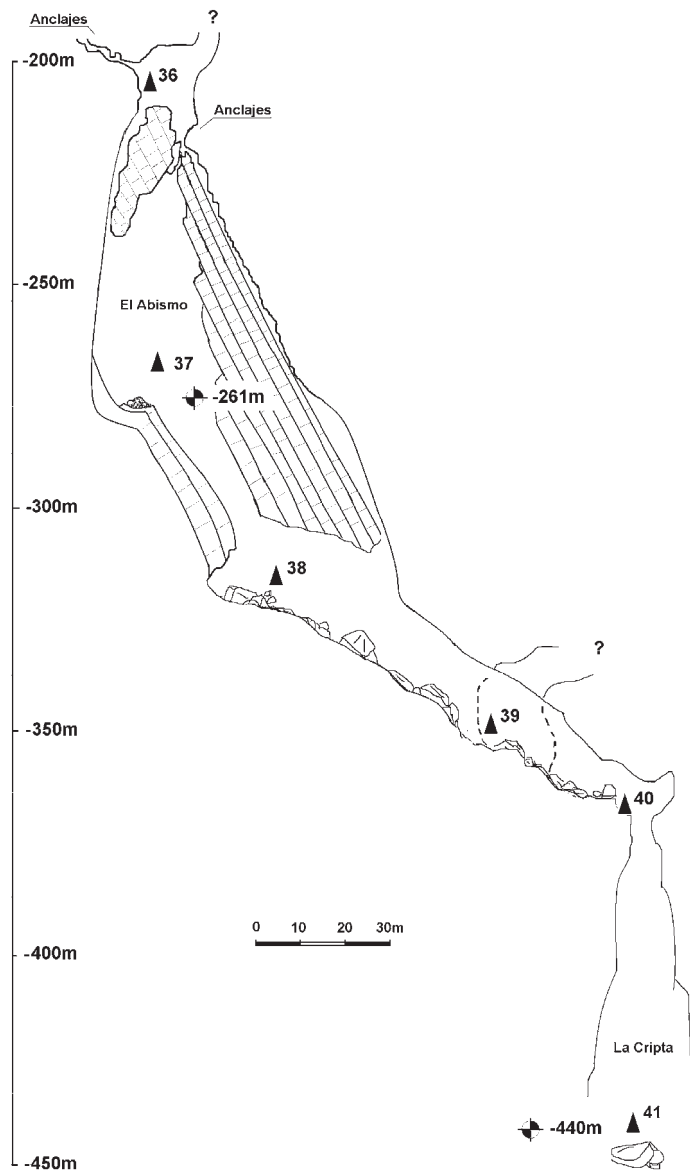 Anclajes
?
-200m
36
Anclajes
-250m
El Abismo
37
-261m
-300m
38
?
-350m
39
40
0 10 20 30m
-400m
La Cripta
41
-440m
-450m